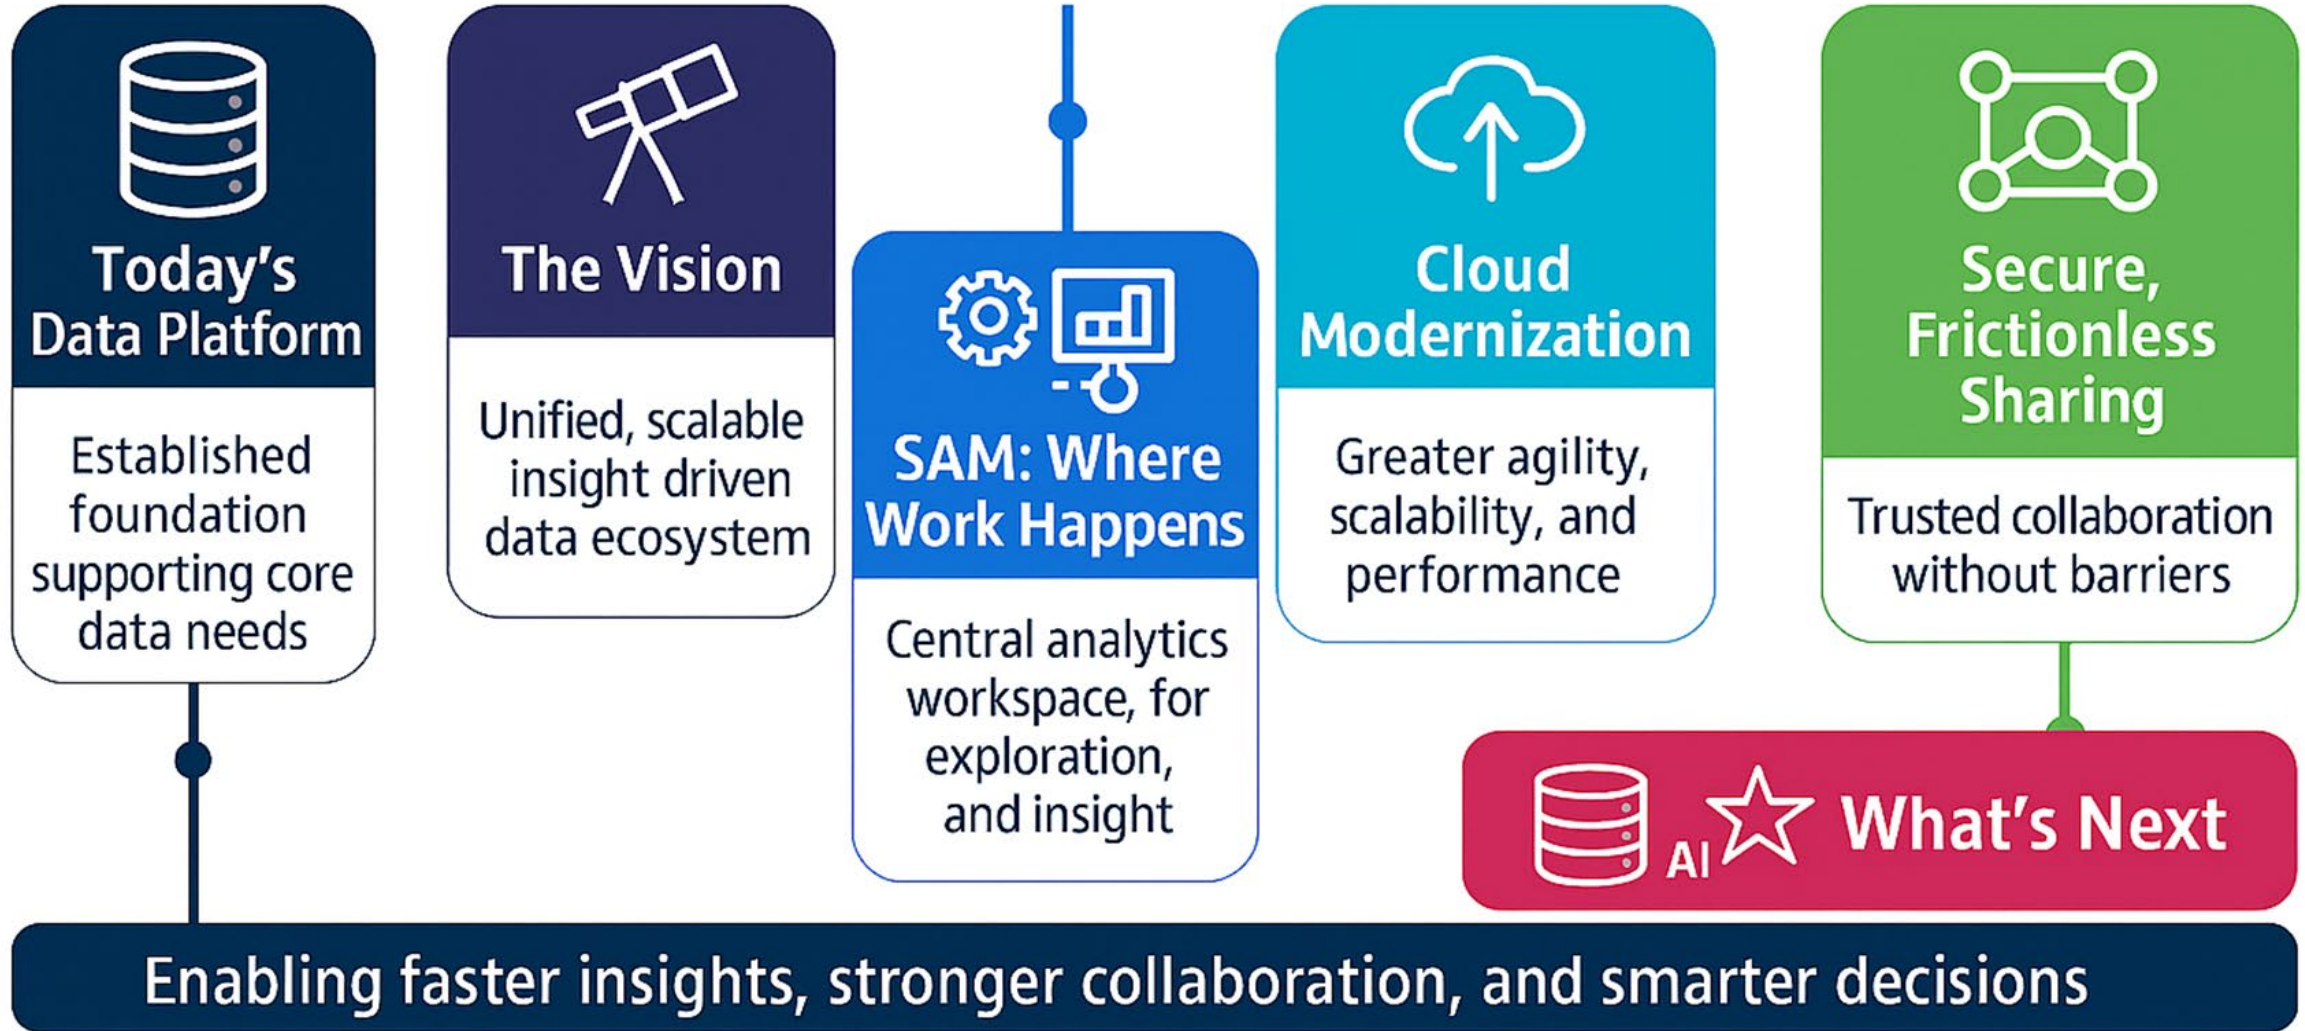 Today's
Data Platform
Established
foundation
supporting core
data needs
The Vision
Unified, scalable
insight driven
data ecosystem
SAM: Where
Work Happens
Central analytics
workspace, for
exploration,
and insight
Cloud
Modernization
Greater agility,
scalability, and
performance
Secure,
Frictionless
Sharing
Trusted collaboration
without barriers
AI
What's Next
Enabling faster insights, stronger collaboration, and smarter decisions